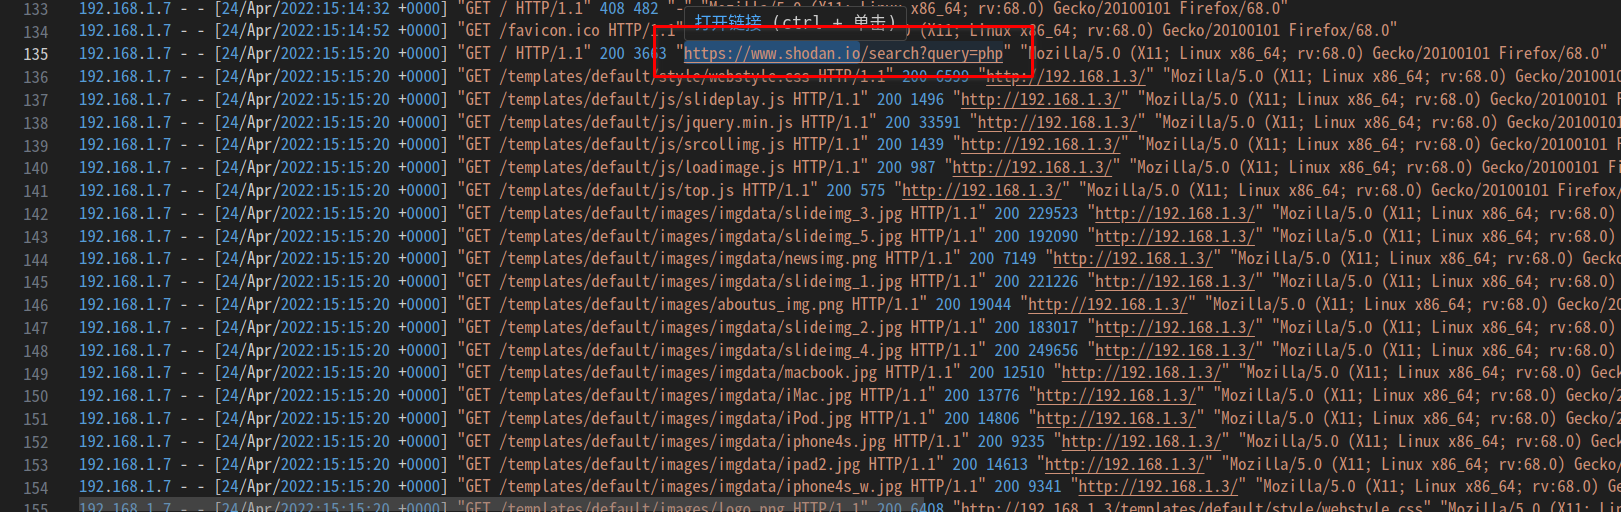 133 192.168.1.7 - - [24/Apr/2022:15:14:32 +0000] "GET / HTTP/1.1" 408 482 "-" x86_64; rv:68.0) Gecko/20100101 Firefox/68.0"
打开链接 (ctrl + 单击)
134 192.168.1.7 - - [24/Apr/2022:15:14:52 +0000] "GET /favicon.ico HTTP/1.1" (X11; Linux x86_64; rv:68.0) Gecko/20100101 Firefox/68.0"
135 192.168.1.7 - - [24/Apr/2022:15:15:20 +0000] "GET / HTTP/1.1" 200 3663 "https://www.shodan.io/search?query=php" "Mozilla/5.0 (X11; Linux x86_64; rv:68.0) Gecko/20100101 Firefox/68.0"
136 192.168.1.7 - - [24/Apr/2022:15:15:20 +0000] "GET /templates/default/style/webstyle.css HTTP/1.1" 200 6599 "http://192.168.1.3/" "Mozilla/5.0 (X11; Linux x86_64; rv:68.0) Gecko/20100101 F
137 192.168.1.7 - - [24/Apr/2022:15:15:20 +0000] "GET /templates/default/js/slideplay.js HTTP/1.1" 200 1496 "http://192.168.1.3/" "Mozilla/5.0 (X11; Linux x86_64; rv:68.0) Gecko/20100101 Fire
138 192.168.1.7 - - [24/Apr/2022:15:15:20 +0000] "GET /templates/default/js/jquery.min.js HTTP/1.1" 200 33591 "http://192.168.1.3/" "Mozilla/5.0 (X11; Linux x86_64; rv:68.0) Gecko/20100101
139 192.168.1.7 - - [24/Apr/2022:15:15:20 +0000] "GET /templates/default/js/srcollimg.js HTTP/1.1" 200 1439 "http://192.168.1.3/" "Mozilla/5.0 (X11; Linux x86_64; rv:68.0) Gecko/20100101 Fire
140 192.168.1.7 - - [24/Apr/2022:15:15:20 +0000] "GET /templates/default/js/loadimage.js HTTP/1.1" 200 987 "http://192.168.1.3/" "Mozilla/5.0 (X11; Linux x86_64; rv:68.0) Gecko/20100101 Firef
141 192.168.1.7 - - [24/Apr/2022:15:15:20 +0000] "GET /templates/default/js/top.js HTTP/1.1" 200 575 "http://192.168.1.3/" "Mozilla/5.0 (X11; Linux x86_64; rv:68.0) Gecko/20100101 Firefox/
142 192.168.1.7 - - [24/Apr/2022:15:15:20 +0000] "GET /templates/default/images/imgdata/slideimg_3.jpg HTTP/1.1" 200 229523 "http://192.168.1.3/" "Mozilla/5.0 (X11; Linux x86_64; rv:68.0)
143 192.168.1.7 - - [24/Apr/2022:15:15:20 +0000] "GET /templates/default/images/imgdata/slideimg_5.jpg HTTP/1.1" 200 192090 "http://192.168.1.3/" "Mozilla/5.0 (X11; Linux x86_64; rv:68.0)
144 192.168.1.7 - - [24/Apr/2022:15:15:20 +0000] "GET /templates/default/images/imgdata/newsimg.png HTTP/1.1" 200 7149 "http://192.168.1.3/" "Mozilla/5.0 (X11; Linux x86_64; rv:68.0) Gecko
145 192.168.1.7 - - [24/Apr/2022:15:15:20 +0000] "GET /templates/default/images/imgdata/slideimg_1.jpg HTTP/1.1" 200 221226 "http://192.168.1.3/" "Mozilla/5.0 (X11; Linux x86_64; rv:68.0)
146 192.168.1.7 - - [24/Apr/2022:15:15:20 +0000] "GET /templates/default/images/aboutus_img.png HTTP/1.1" 200 19044 "http://192.168.1.3/" "Mozilla/5.0 (X11; Linux x86_64; rv:68.0) Gecko/20
147 192.168.1.7 - - [24/Apr/2022:15:15:20 +0000] "GET /templates/default/images/imgdata/slideimg_2.jpg HTTP/1.1" 200 183017 "http://192.168.1.3/" "Mozilla/5.0 (X11; Linux x86_64; rv:68.0)
148 192.168.1.7 - - [24/Apr/2022:15:15:20 +0000] "GET /templates/default/images/imgdata/slideimg_4.jpg HTTP/1.1" 200 249656 "http://192.168.1.3/" "Mozilla/5.0 (X11; Linux x86_64; rv:68.0)
149 192.168.1.7 - - [24/Apr/2022:15:15:20 +0000] "GET /templates/default/images/imgdata/macbook.jpg HTTP/1.1" 200 12510 "http://192.168.1.3/" "Mozilla/5.0 (X11; Linux x86_64; rv:68.0) Geck
150 192.168.1.7 - - [24/Apr/2022:15:15:20 +0000] "GET /templates/default/images/imgdata/iMac.jpg HTTP/1.1" 200 13776 "http://192.168.1.3/" "Mozilla/5.0 (X11; Linux x86_64; rv:68.0) Gecko/2
151 192.168.1.7 - - [24/Apr/2022:15:15:20 +0000] "GET /templates/default/images/imgdata/iPod.jpg HTTP/1.1" 200 14806 "http://192.168.1.3/" "Mozilla/5.0 (X11; Linux x86_64; rv:68.0) Gecko/2
152 192.168.1.7 - - [24/Apr/2022:15:15:20 +0000] "GET /templates/default/images/imgdata/iphone4s.jpg HTTP/1.1" 200 9235 "http://192.168.1.3/" "Mozilla/5.0 (X11; Linux x86_64; rv:68.0) Geck
153 192.168.1.7 - - [24/Apr/2022:15:15:20 +0000] "GET /templates/default/images/imgdata/ipad2.jpg HTTP/1.1" 200 14613 "http://192.168.1.3/" "Mozilla/5.0 (X11; Linux x86_64; rv:68.0) Gecko/
154 192.168.1.7 - - [24/Apr/2022:15:15:20 +0000] "GET /templates/default/images/imgdata/iphone4s_w.jpg HTTP/1.1" 200 9341 "http://192.168.1.3/" "Mozilla/5.0 (X11; Linux x86_64; rv:68.0) Ge
155 192.168.1.7 - - [24/Apr/2022:15:15:20 +0000] "GET /templates/default/images/logo.png HTTP/1.1" 200 6408 "http://192.168.1.3/templates/default/style/webstyle.css" "Mozilla/5.0 (X11; Linux